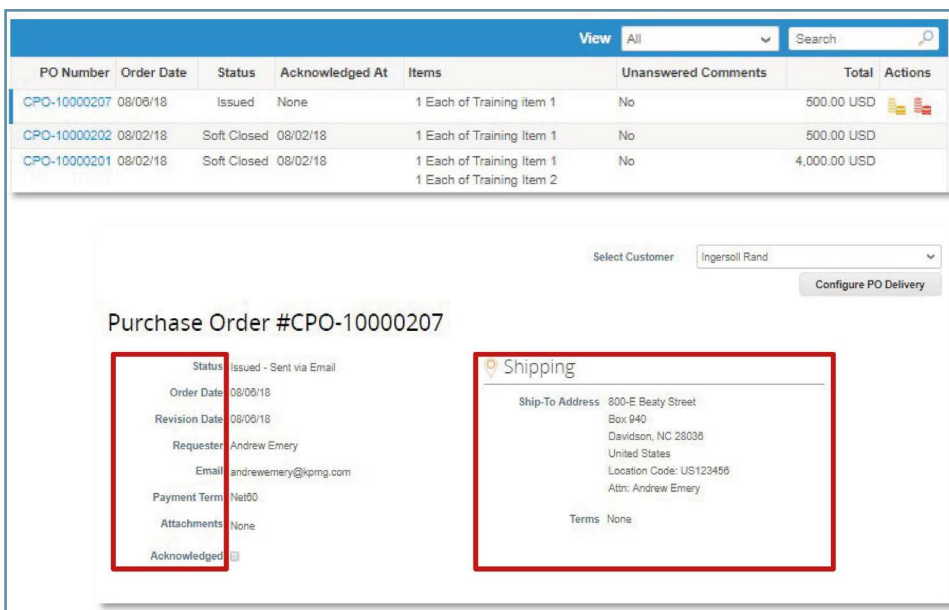 View All Search
PO Number Order Date Status Acknowledged At Items Unanswered Comments Total Actions
CPO-10000207 08/06/18 Issued None 1 Each of Training item 1 No 500.00 USD
CPO-10000202 08/02/18 Soft Closed 08/02/18 1 Each of Training Item 1 No 500.00 USD
CPO-10000201 08/02/18 Soft Closed 08/02/18 1 Each of Training Item 1 No 4,000.00 USD
1 Each of Training Item 2
Select Customer Ingersoll Rand
Configure PO Delivery
Purchase Order #CPO-10000207
Status Issued - Sent via Email
Order Date 08/06/18
Revision Date 08/06/18
Requester Andrew Emery
Email andrewemery@kpmg.com
Payment Term Net60
Attachments None
Acknowledged
Shipping
Ship-To Address 800-E Beaty Street
Box 940
Davidson, NC 28036
United States
Location Code: US123456
Attn: Andrew Emery
Terms None